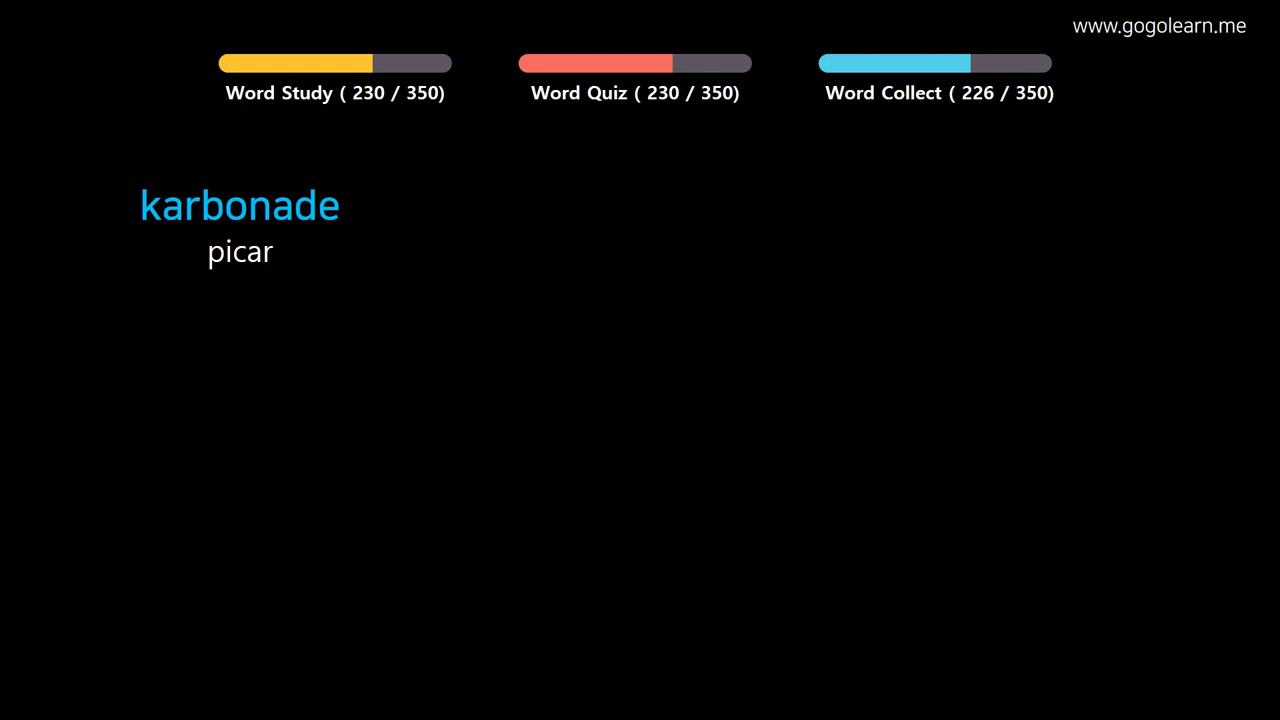 www.gogolearn.me
Word Study ( 230 / 350)
Word Quiz ( 230 / 350)
Word Collect ( 226 / 350)
karbonade
picar